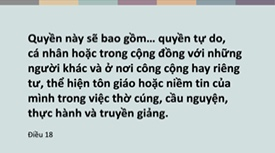 Quyền này sẽ bao gồm… quyền tự do,
cá nhân hoặc trong cộng đồng với những
người khác và ở nơi công cộng hay riêng
tư, thể hiện tôn giáo hoặc niềm tin của
mình trong việc thờ cúng, cầu nguyện,
thực hành và truyền giảng.
Điều 18